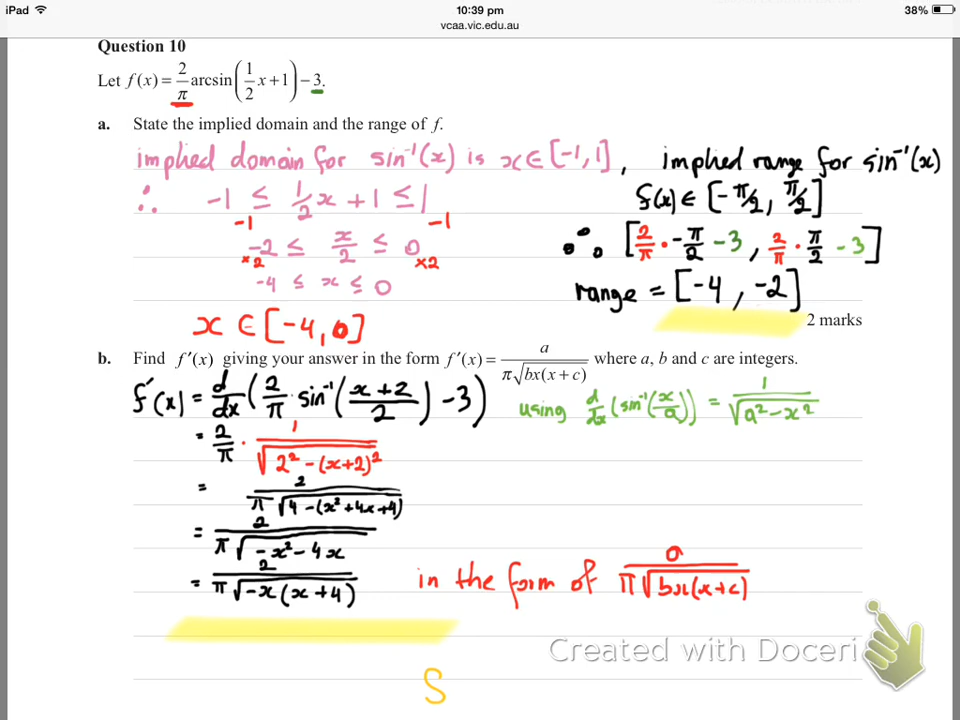 iPad 10:39 pm 38%
vcaa.vic.edu.au
Question 10
Let f(x) = 2/π arcsin(1/2 x + 1) − 3.
a. State the implied domain and the range of f.
implied domain for sin⁻¹(x) is x ∈ [-1, 1], implied range for sin⁻¹(x)
∴ -1 ≤ 1/2 x + 1 ≤ 1
f(x) ∈ [-π/2, π/2]
-1 -1
-2 ≤ x/2 ≤ 0
×2 ×2
∴ [2/π · -π/2 - 3, 2/π · π/2 - 3]
-4 ≤ x ≤ 0
range = [-4, -2]
x ∈ [-4, 0]
2 marks
b. Find f′(x) giving your answer in the form f′(x) = a/(π√(bx(x + c))) where a, b and c are integers.
f′(x) = d/dx (2/π sin⁻¹((x+2)/2) - 3)
using d/dx (sin⁻¹(x/a)) = 1/√(a² - x²)
= 2/π · 1/√(2² - (x+2)²)
= 2/(π√(4 - (x² + 4x + 4)))
= 2/(π√(-x² - 4x))
= 2/(π√(-x(x+4))) in the form of a/(π√(bx(x+c)))
Created with Doceri
S